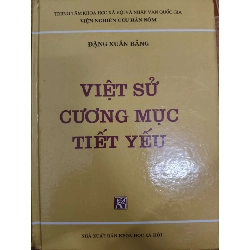 TRUNG TÂM KHOA HỌC XÃ HỘI VÀ NHÂN VĂN QUỐC GIA
VIỆN NGHIÊN CỨU HÁN NÔM
ĐẶNG XUÂN BẢNG
VIỆT SỬ
CƯƠNG MỤC
TIẾT YẾU
NHÀ XUẤT BẢN KHOA HỌC XÃ HỘI